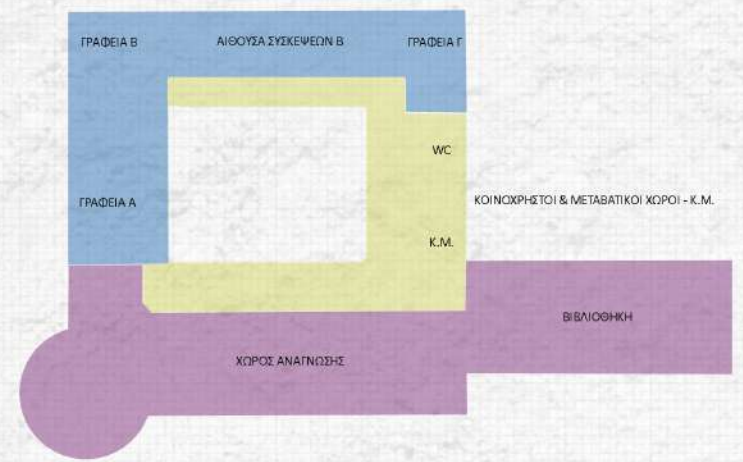 ΓΡΑΦΕΙΑ Β
ΑΙΘΟΥΣΑ ΣΥΣΚΕΨΕΩΝ Β
ΓΡΑΦΕΙΑ Γ
WC
ΓΡΑΦΕΙΑ Α
ΚΟΙΝΟΧΡΗΣΤΟΙ & ΜΕΤΑΒΑΤΙΚΟΙ ΧΩΡΟΙ - Κ.Μ.
Κ.Μ.
ΒΙΒΛΙΟΘΗΚΗ
ΧΩΡΟΣ ΑΝΑΓΝΩΣΗΣ